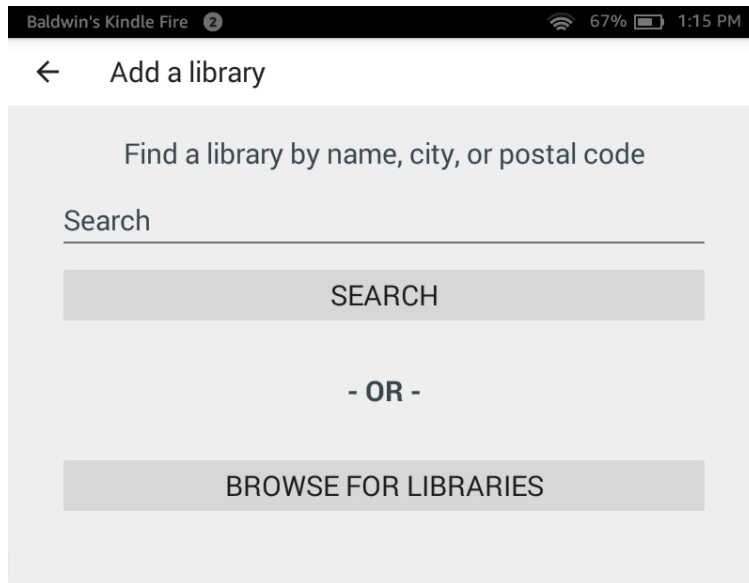 Baldwin's Kindle Fire 2 67% 1:15 PM
Add a library
Find a library by name, city, or postal code
Search
SEARCH
- OR -
BROWSE FOR LIBRARIES